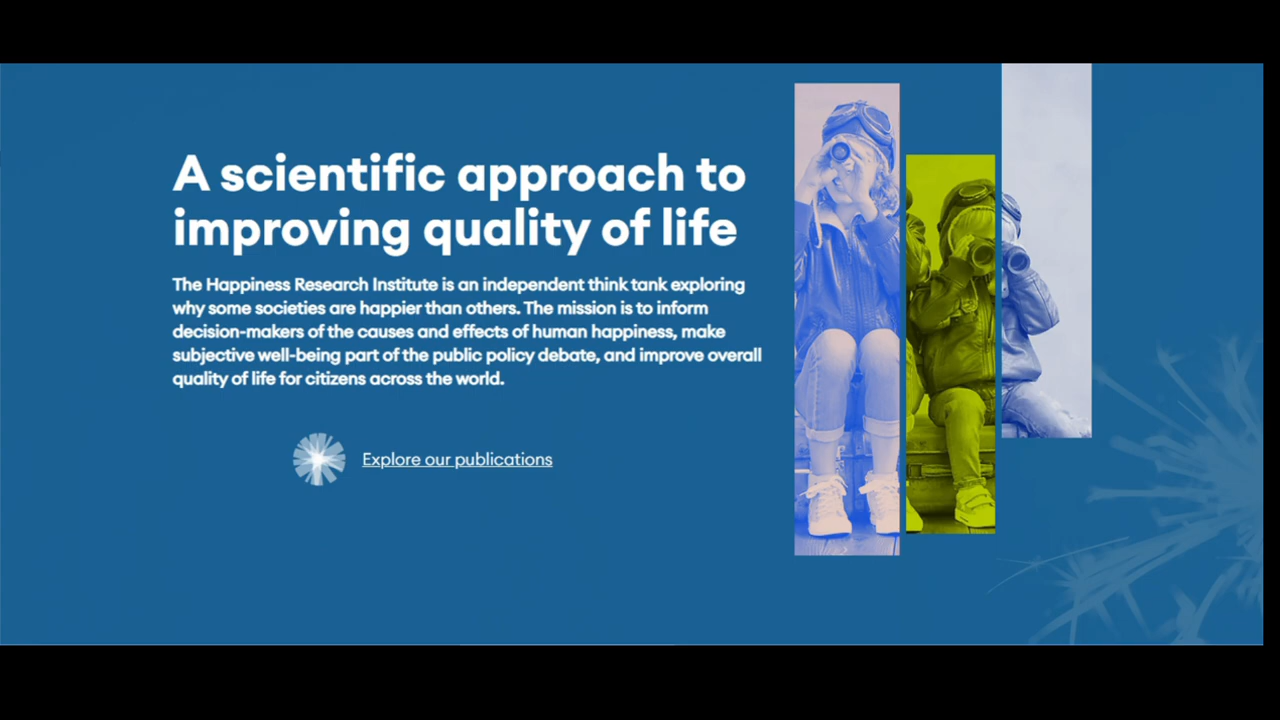 A scientific approach to
improving quality of life
The Happiness Research Institute is an independent think tank exploring
why some societies are happier than others. The mission is to inform
decision-makers of the causes and effects of human happiness, make
subjective well-being part of the public policy debate, and improve overall
quality of life for citizens across the world.
Explore our publications